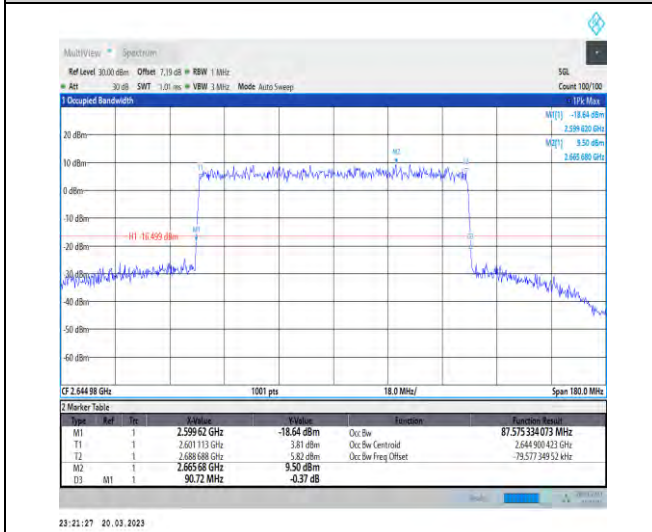 MultiView Spectrum
Ref Level 30.00 dBm Offset 7.19 dB RBW 1 MHz SGL
Att 30 dB SWT 1.01 ms VBW 3 MHz Mode Auto Sweep Count 100/100
1 Occupied Bandwidth 1Pk Max
M1[1] -18.64 dBm
2.599 620 GHz
M2[1] 9.50 dBm
2.665 680 GHz
20 dBm
M2
10 dBm
T1
0 dBm
-10 dBm
H1 -16.499 dBm
M1
D3
-30 dBm
-40 dBm
-50 dBm
-60 dBm
CF 2.644 98 GHz 1001 pts 18.0 MHz/ Span 180.0 MHz
2 Marker Table
Type Ref Trc X-Value Y-Value Function Function Result
M1 1 2.599 62 GHz -18.64 dBm Occ Bw 87.575 334 073 MHz
T1 1 2.601 113 GHz 3.81 dBm Occ Bw Centroid 2.644 900 423 GHz
T2 1 2.688 688 GHz 5.82 dBm Occ Bw Freq Offset -79.577 349 52 kHz
M2 1 2.665 68 GHz 9.50 dBm
D3 M1 1 90.72 MHz -0.37 dB
23:21:27 20.03.2023